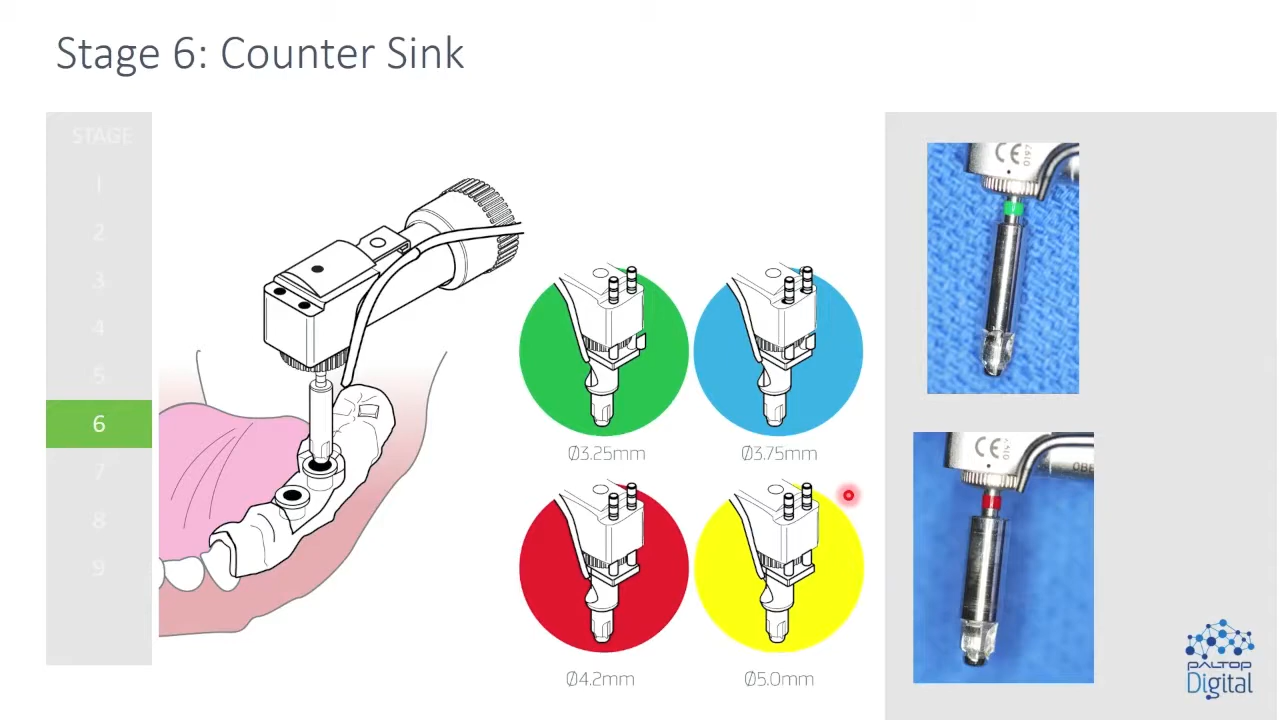 Stage 6: Counter Sink
STAGE
1
2
3
4
5
6
7
8
9
Ø3.25mm
Ø3.75mm
Ø4.2mm
Ø5.0mm
CE
0197
CE
PALTOP
Digital